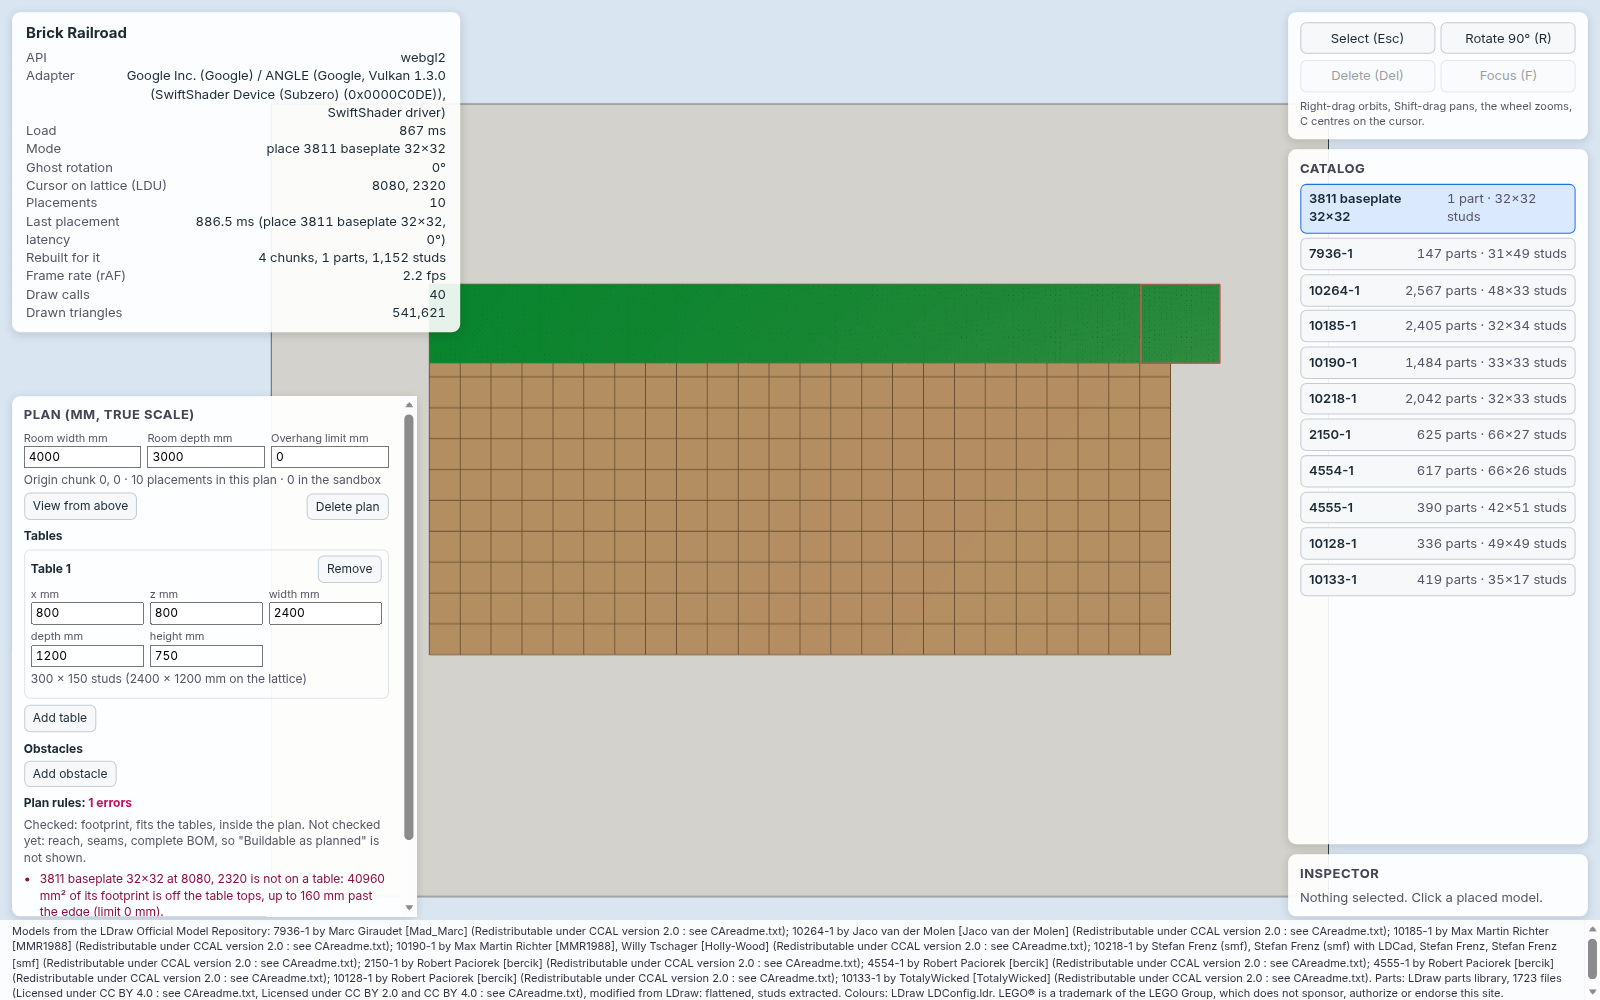 Brick Railroad
API webgl2
Adapter Google Inc. (Google) / ANGLE (Google, Vulkan 1.3.0
(SwiftShader Device (Subzero) (0x0000C0DE)),
SwiftShader driver)
Load 867 ms
Mode place 3811 baseplate 32×32
Ghost rotation 0°
Cursor on lattice (LDU) 8080, 2320
Placements 10
Last placement 886.5 ms (place 3811 baseplate 32×32,
latency 0°)
Rebuilt for it 4 chunks, 1 parts, 1,152 studs
Frame rate (rAF) 2.2 fps
Draw calls 40
Drawn triangles 541,621
PLAN (MM, TRUE SCALE)
Room width mm Room depth mm Overhang limit mm
4000 3000 0
Origin chunk 0, 0 · 10 placements in this plan · 0 in the sandbox
View from above Delete plan
Tables
Table 1 Remove
x mm z mm width mm
800 800 2400
depth mm height mm
1200 750
300 × 150 studs (2400 × 1200 mm on the lattice)
Add table
Obstacles
Add obstacle
Plan rules: 1 errors
Checked: footprint, fits the tables, inside the plan. Not checked
yet: reach, seams, complete BOM, so "Buildable as planned" is
not shown.
• 3811 baseplate 32×32 at 8080, 2320 is not on a table: 40960
mm² of its footprint is off the table tops, up to 160 mm past
the edge (limit 0 mm).
Select (Esc) Rotate 90° (R)
Delete (Del) Focus (F)
Right-drag orbits, Shift-drag pans, the wheel zooms,
C centres on the cursor.
CATALOG
3811 baseplate 1 part · 32×32
32×32 studs
7936-1 147 parts · 31×49 studs
10264-1 2,567 parts · 48×33 studs
10185-1 2,405 parts · 32×34 studs
10190-1 1,484 parts · 33×33 studs
10218-1 2,042 parts · 32×33 studs
2150-1 625 parts · 66×27 studs
4554-1 617 parts · 66×26 studs
4555-1 390 parts · 42×51 studs
10128-1 336 parts · 49×49 studs
10133-1 419 parts · 35×17 studs
INSPECTOR
Nothing selected. Click a placed model.
Models from the LDraw Official Model Repository: 7936-1 by Marc Giraudet [Mad_Marc] (Redistributable under CCAL version 2.0 : see CAreadme.txt); 10264-1 by Jaco van der Molen [Jaco van der Molen] (Redistributable under CCAL version 2.0 : see CAreadme.txt); 10185-1 by Max Martin Richter
[MMR1988] (Redistributable under CCAL version 2.0 : see CAreadme.txt); 10190-1 by Max Martin Richter [MMR1988], Willy Tschager [Holly-Wood] (Redistributable under CCAL version 2.0 : see CAreadme.txt); 10218-1 by Stefan Frenz (smf), Stefan Frenz (smf) with LDCad, Stefan Frenz, Stefan Frenz
[smf] (Redistributable under CCAL version 2.0 : see CAreadme.txt); 2150-1 by Robert Paciorek [bercik] (Redistributable under CCAL version 2.0 : see CAreadme.txt); 4554-1 by Robert Paciorek [bercik] (Redistributable under CCAL version 2.0 : see CAreadme.txt); 4555-1 by Robert Paciorek [bercik]
(Redistributable under CCAL version 2.0 : see CAreadme.txt); 10128-1 by Robert Paciorek [bercik] (Redistributable under CCAL version 2.0 : see CAreadme.txt); 10133-1 by TotalyWicked [TotalyWicked] (Redistributable under CCAL version 2.0 : see CAreadme.txt). Parts: LDraw parts library, 1723 files
(Licensed under CC BY 4.0 : see CAreadme.txt, Licensed under CC BY 2.0 and CC BY 4.0 : see CAreadme.txt), modified from LDraw: flattened, studs extracted. Colours: LDraw LDConfig.ldr. LEGO® is a trademark of the LEGO Group, which does not sponsor, authorize or endorse this site.